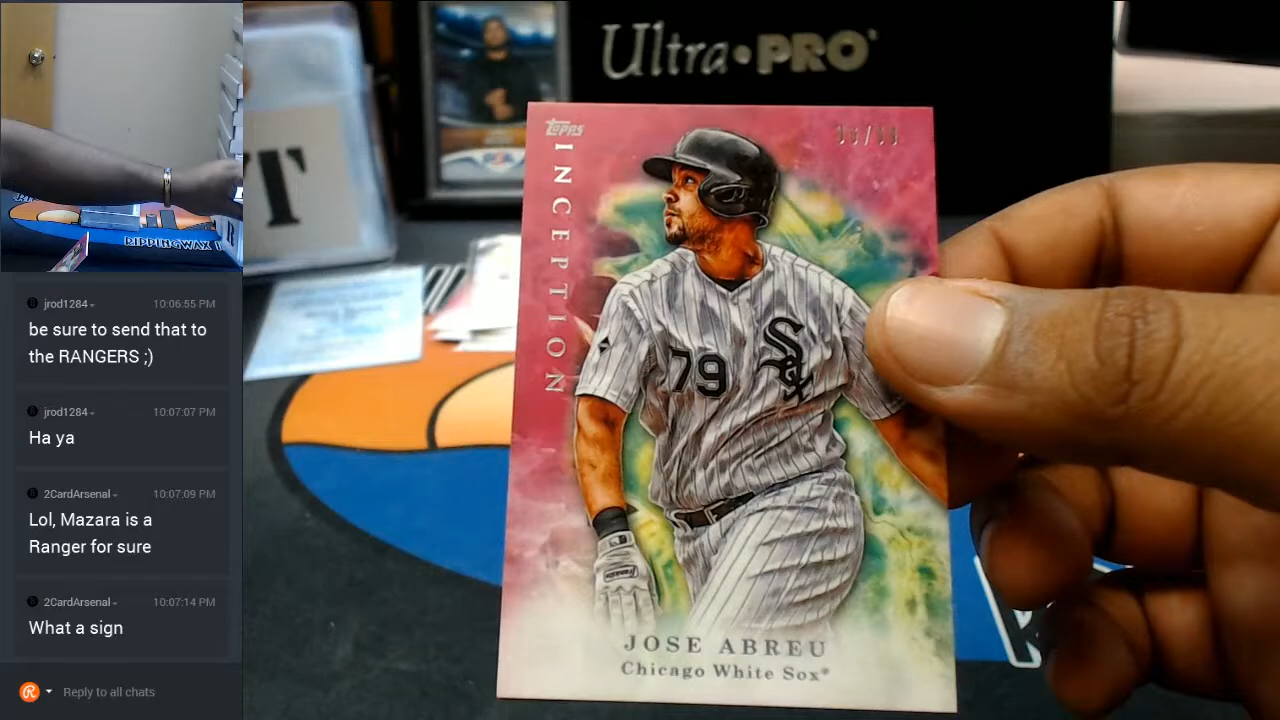 Ultra•PRO
TOPPS
INCEPTION
79
Sox
JOSE ABREU
Chicago White Sox®
T
RIPPINGWAX
jrod1284
10:06:55 PM
be sure to send that to
the RANGERS ;)
jrod1284
10:07:07 PM
Ha ya
2CardArsenal
10:07:09 PM
Lol, Mazara is a
Ranger for sure
2CardArsenal
10:07:14 PM
What a sign
Reply to all chats